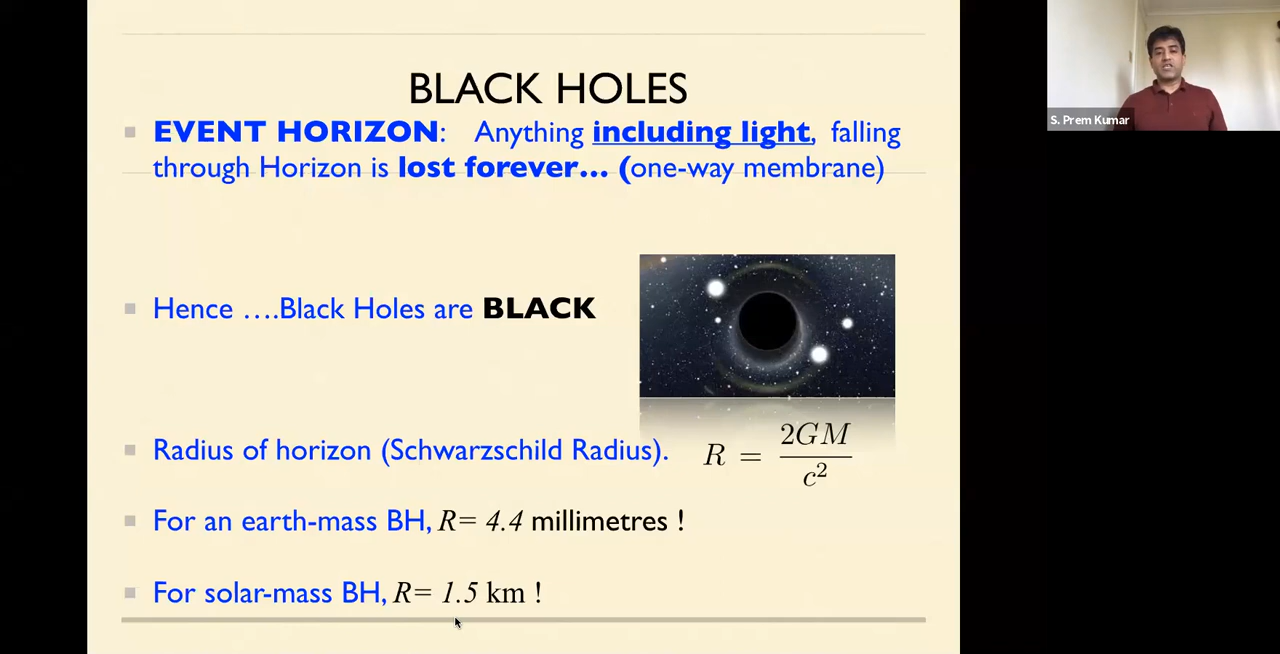 BLACK HOLES
EVENT HORIZON: Anything including light, falling
through Horizon is lost forever... (one-way membrane)
Hence ....Black Holes are BLACK
Radius of horizon (Schwarzschild Radius). R = 2GM/c²
For an earth-mass BH, R= 4.4 millimetres !
For solar-mass BH, R= 1.5 km !
S. Prem Kumar